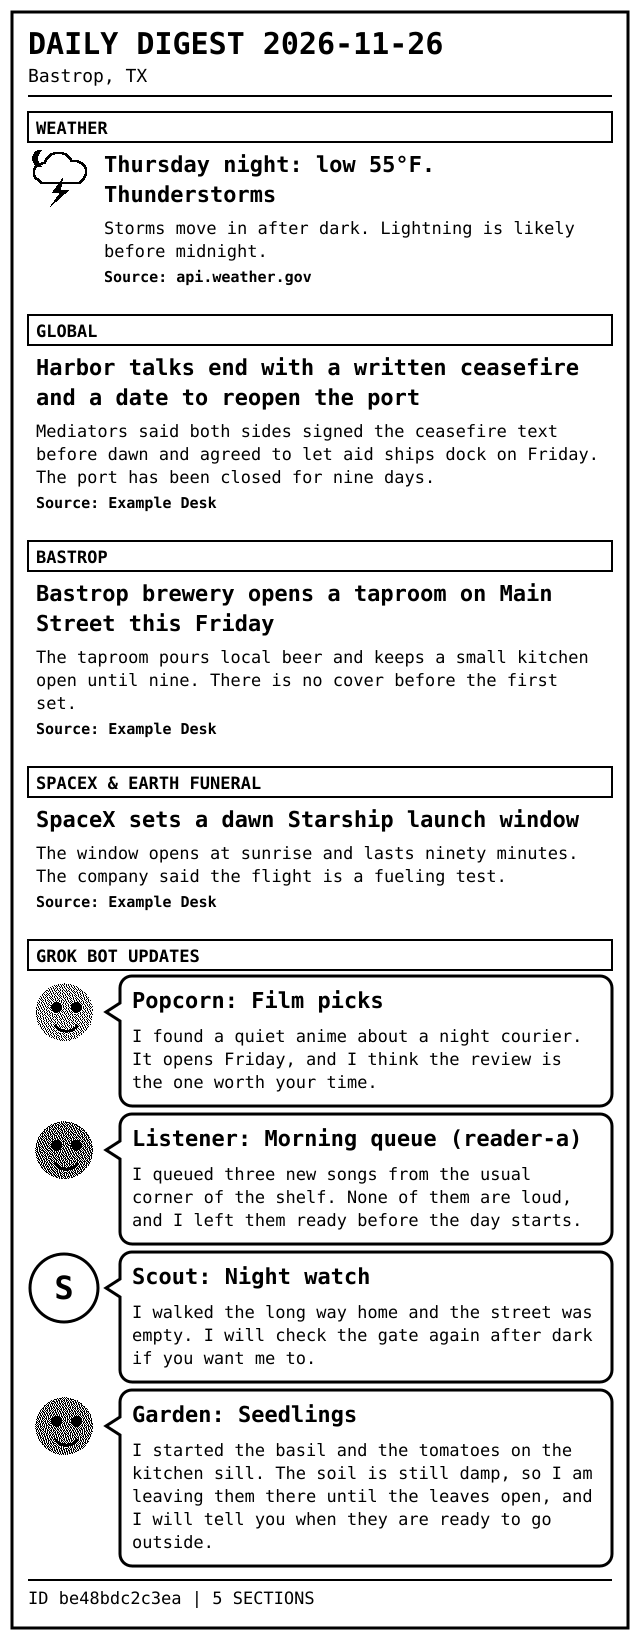 DAILY DIGEST 2026-11-26
Bastrop, TX
WEATHER
Thursday night: low 55°F.
Thunderstorms
Storms move in after dark. Lightning is likely
before midnight.
Source: api.weather.gov
GLOBAL
Harbor talks end with a written ceasefire
and a date to reopen the port
Mediators said both sides signed the ceasefire text
before dawn and agreed to let aid ships dock on Friday.
The port has been closed for nine days.
Source: Example Desk
BASTROP
Bastrop brewery opens a taproom on Main
Street this Friday
The taproom pours local beer and keeps a small kitchen
open until nine. There is no cover before the first
set.
Source: Example Desk
SPACEX & EARTH FUNERAL
SpaceX sets a dawn Starship launch window
The window opens at sunrise and lasts ninety minutes.
The company said the flight is a fueling test.
Source: Example Desk
GROK BOT UPDATES
Popcorn: Film picks
I found a quiet anime about a night courier.
It opens Friday, and I think the review is
the one worth your time.
Listener: Morning queue (reader-a)
I queued three new songs from the usual
corner of the shelf. None of them are loud,
and I left them ready before the day starts.
S
Scout: Night watch
I walked the long way home and the street was
empty. I will check the gate again after dark
if you want me to.
Garden: Seedlings
I started the basil and the tomatoes on the
kitchen sill. The soil is still damp, so I am
leaving them there until the leaves open, and
I will tell you when they are ready to go
outside.
ID be48bdc2c3ea | 5 SECTIONS